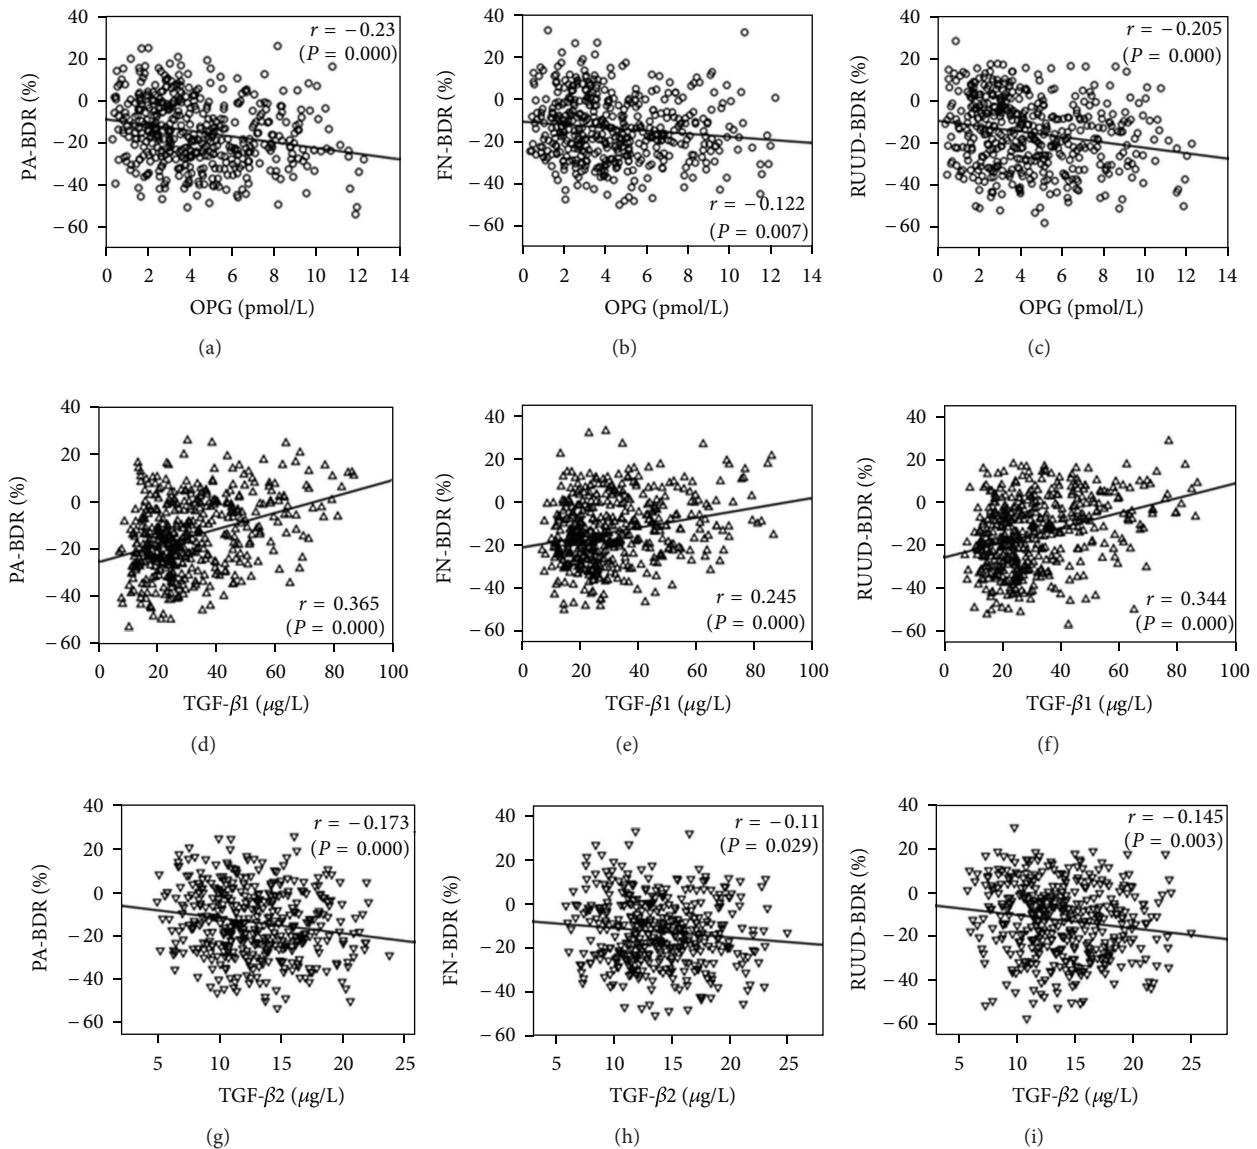 r = −0.23
(P = 0.000)
40
20
0
−20
−40
−60
PA-BDR (%)
0 2 4 6 8 10 12 14
OPG (pmol/L)
(a)
40
20
0
−20
−40
−60
FN-BDR (%)
r = −0.122
(P = 0.007)
0 2 4 6 8 10 12 14
OPG (pmol/L)
(b)
r = −0.205
(P = 0.000)
40
20
0
−20
−40
−60
RUUD-BDR (%)
0 2 4 6 8 10 12 14
OPG (pmol/L)
(c)
40
20
0
−20
−40
−60
PA-BDR (%)
r = 0.365
(P = 0.000)
0 20 40 60 80 100
TGF-β1 (μg/L)
(d)
40
20
0
−20
−40
−60
FN-BDR (%)
r = 0.245
(P = 0.000)
0 20 40 60 80 100
TGF-β1 (μg/L)
(e)
40
20
0
−20
−40
−60
RUUD-BDR (%)
r = 0.344
(P = 0.000)
0 20 40 60 80 100
TGF-β1 (μg/L)
(f)
r = −0.173
(P = 0.000)
40
20
0
−20
−40
−60
PA-BDR (%)
5 10 15 20 25
TGF-β2 (μg/L)
(g)
r = −0.11
(P = 0.029)
40
20
0
−20
−40
−60
FN-BDR (%)
5 10 15 20 25
TGF-β2 (μg/L)
(h)
r = −0.145
(P = 0.003)
40
20
0
−20
−40
−60
RUUD-BDR (%)
5 10 15 20 25
TGF-β2 (μg/L)
(i)